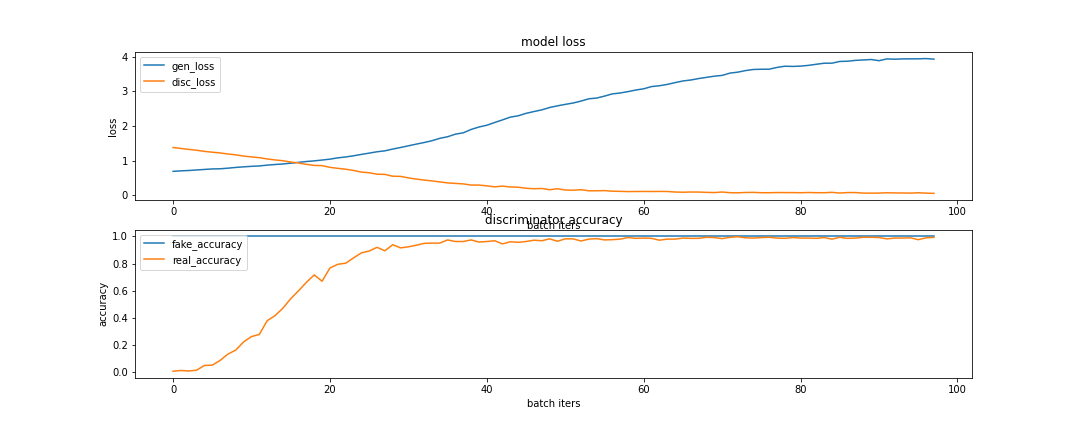 model loss
4
3
2
1
0
loss
gen_loss
disc_loss
0 20 40 60 80 100
batch iters
discriminator accuracy
1.0
0.8
0.6
0.4
0.2
0.0
accuracy
fake_accuracy
real_accuracy
0 20 40 60 80 100
batch iters